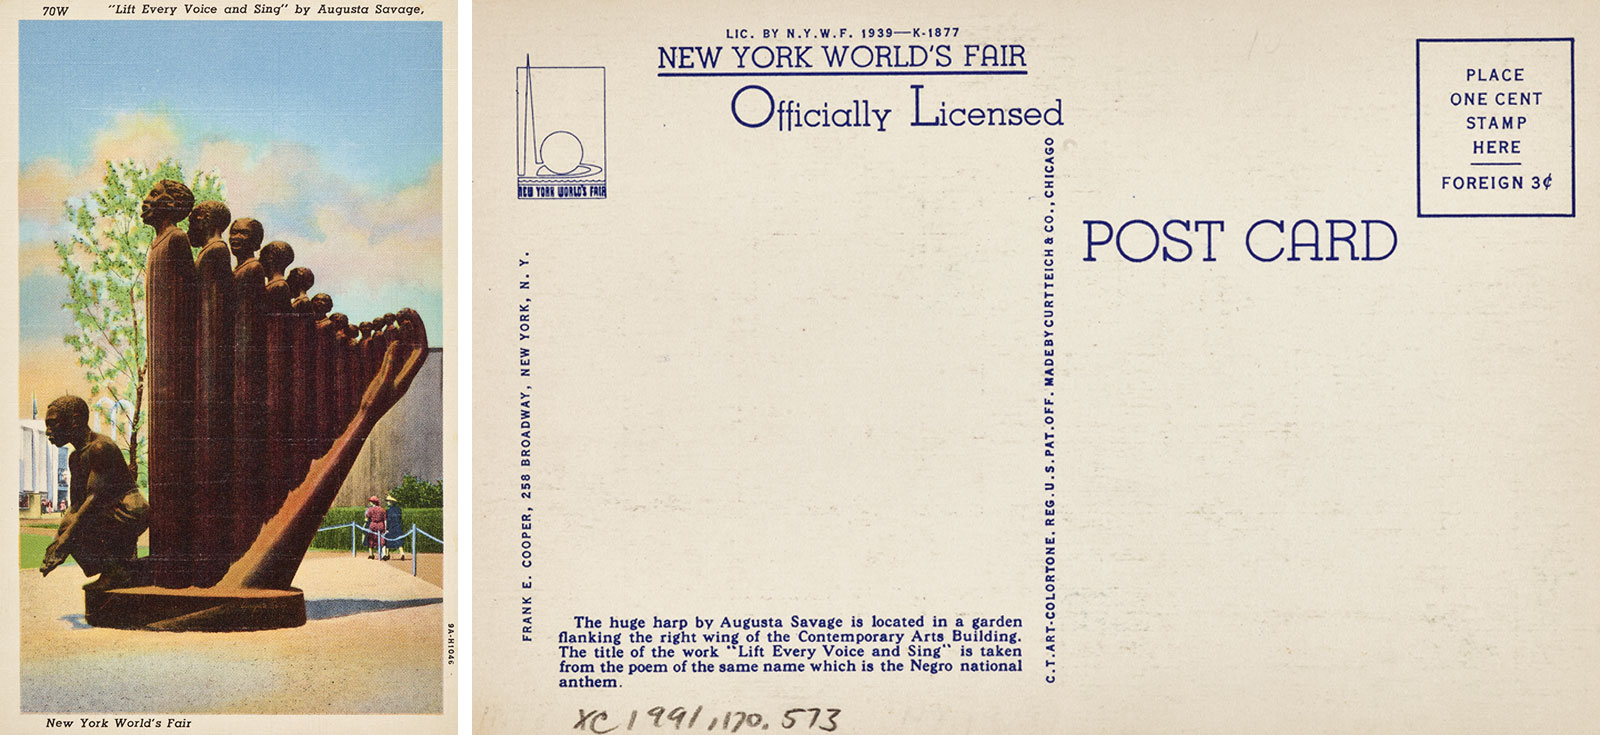 70W "Lift Every Voice and Sing" by Augusta Savage,
9A-H1046
New York World's Fair
LIC. BY N.Y.W.F. 1939—K-1877
NEW YORK WORLD'S FAIR
Officially Licensed
NEW YORK WORLD'S FAIR
PLACE
ONE CENT
STAMP
HERE
FOREIGN 3¢
POST CARD
FRANK E. COOPER, 258 BROADWAY, NEW YORK, N. Y.
C.T. ART-COLORTONE, REG. U.S. PAT. OFF. MADE BY CURT TEICH & CO., CHICAGO
The huge harp by Augusta Savage is located in a garden
flanking the right wing of the Contemporary Arts Building.
The title of the work "Lift Every Voice and Sing" is taken
from the poem of the same name which is the Negro national
anthem.
XC1991.170.573